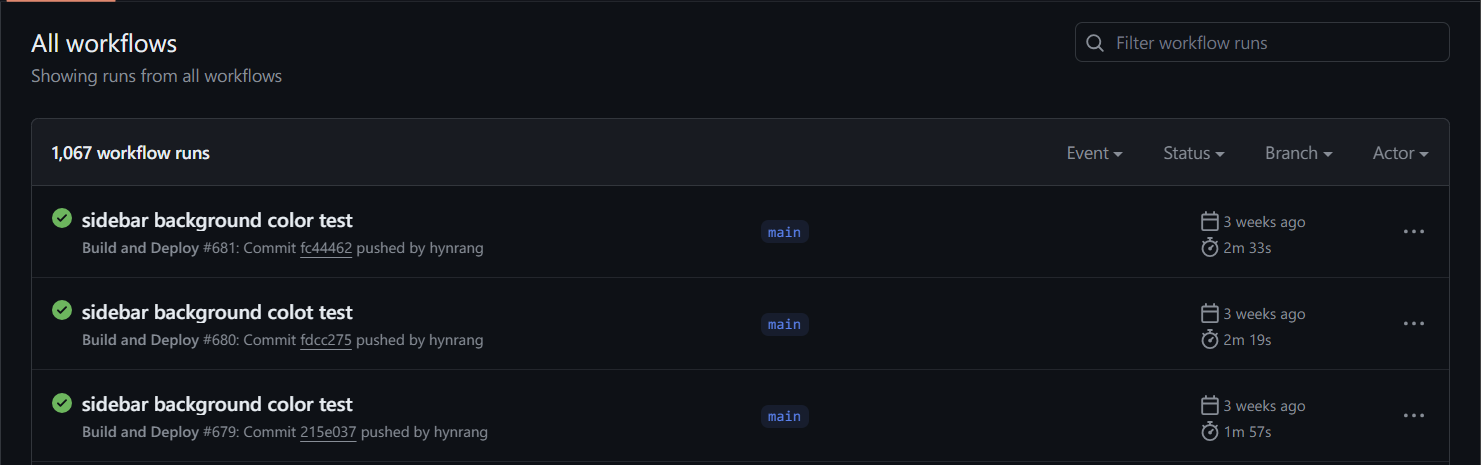 All workflows
Filter workflow runs
Showing runs from all workflows
1,067 workflow runs
Event
Status
Branch
Actor
sidebar background color test
Build and Deploy #681: Commit fc44462 pushed by hynrang
main
3 weeks ago
2m 33s
sidebar background colot test
Build and Deploy #680: Commit fdcc275 pushed by hynrang
main
3 weeks ago
2m 19s
sidebar background color test
Build and Deploy #679: Commit 215e037 pushed by hynrang
main
3 weeks ago
1m 57s